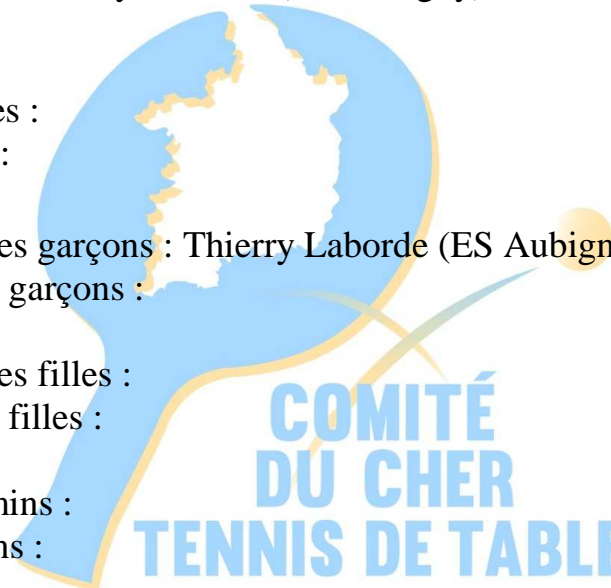 es :
:
es garçons : Thierry Laborde (ES Aubign
garçons :
es filles :
filles :
nins :
ns :
COMITÉ
DU CHER
TENNIS DE TABL